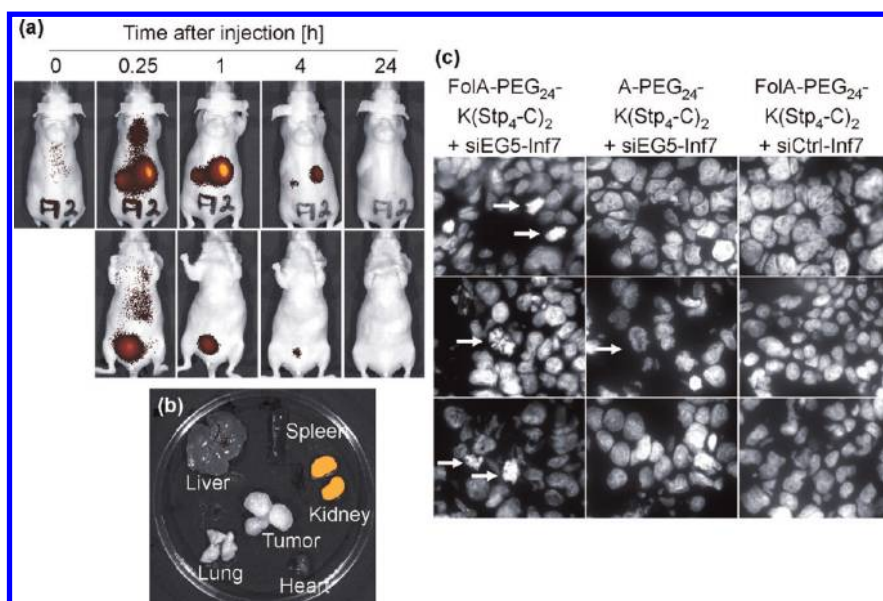 (a)
Time after injection [h]
0 0.25 1 4 24
(b)
Spleen
Liver
Kidney
Tumor
Lung
Heart
(c)
FolA-PEG₂₄-
K(Stp₄-C)₂
+ siEG5-Inf7
A-PEG₂₄-
K(Stp₄-C)₂
+ siEG5-Inf7
FolA-PEG₂₄-
K(Stp₄-C)₂
+ siCtrl-Inf7